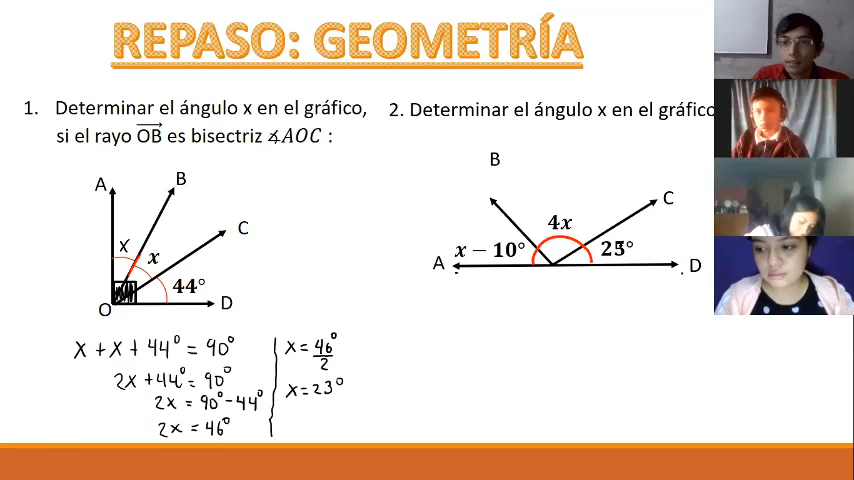 REPASO: GEOMETRÍA
1. Determinar el ángulo x en el gráfico,
si el rayo OB es bisectriz ∡AOC :
2. Determinar el ángulo x en el gráfico
A
B
C
X
x
44°
O
D
B
4x
C
x − 10°
25°
A
D
x + x + 44° = 90°
2x + 44° = 90°
2x = 90° - 44°
2x = 46°
x = 46°
2
x = 23°